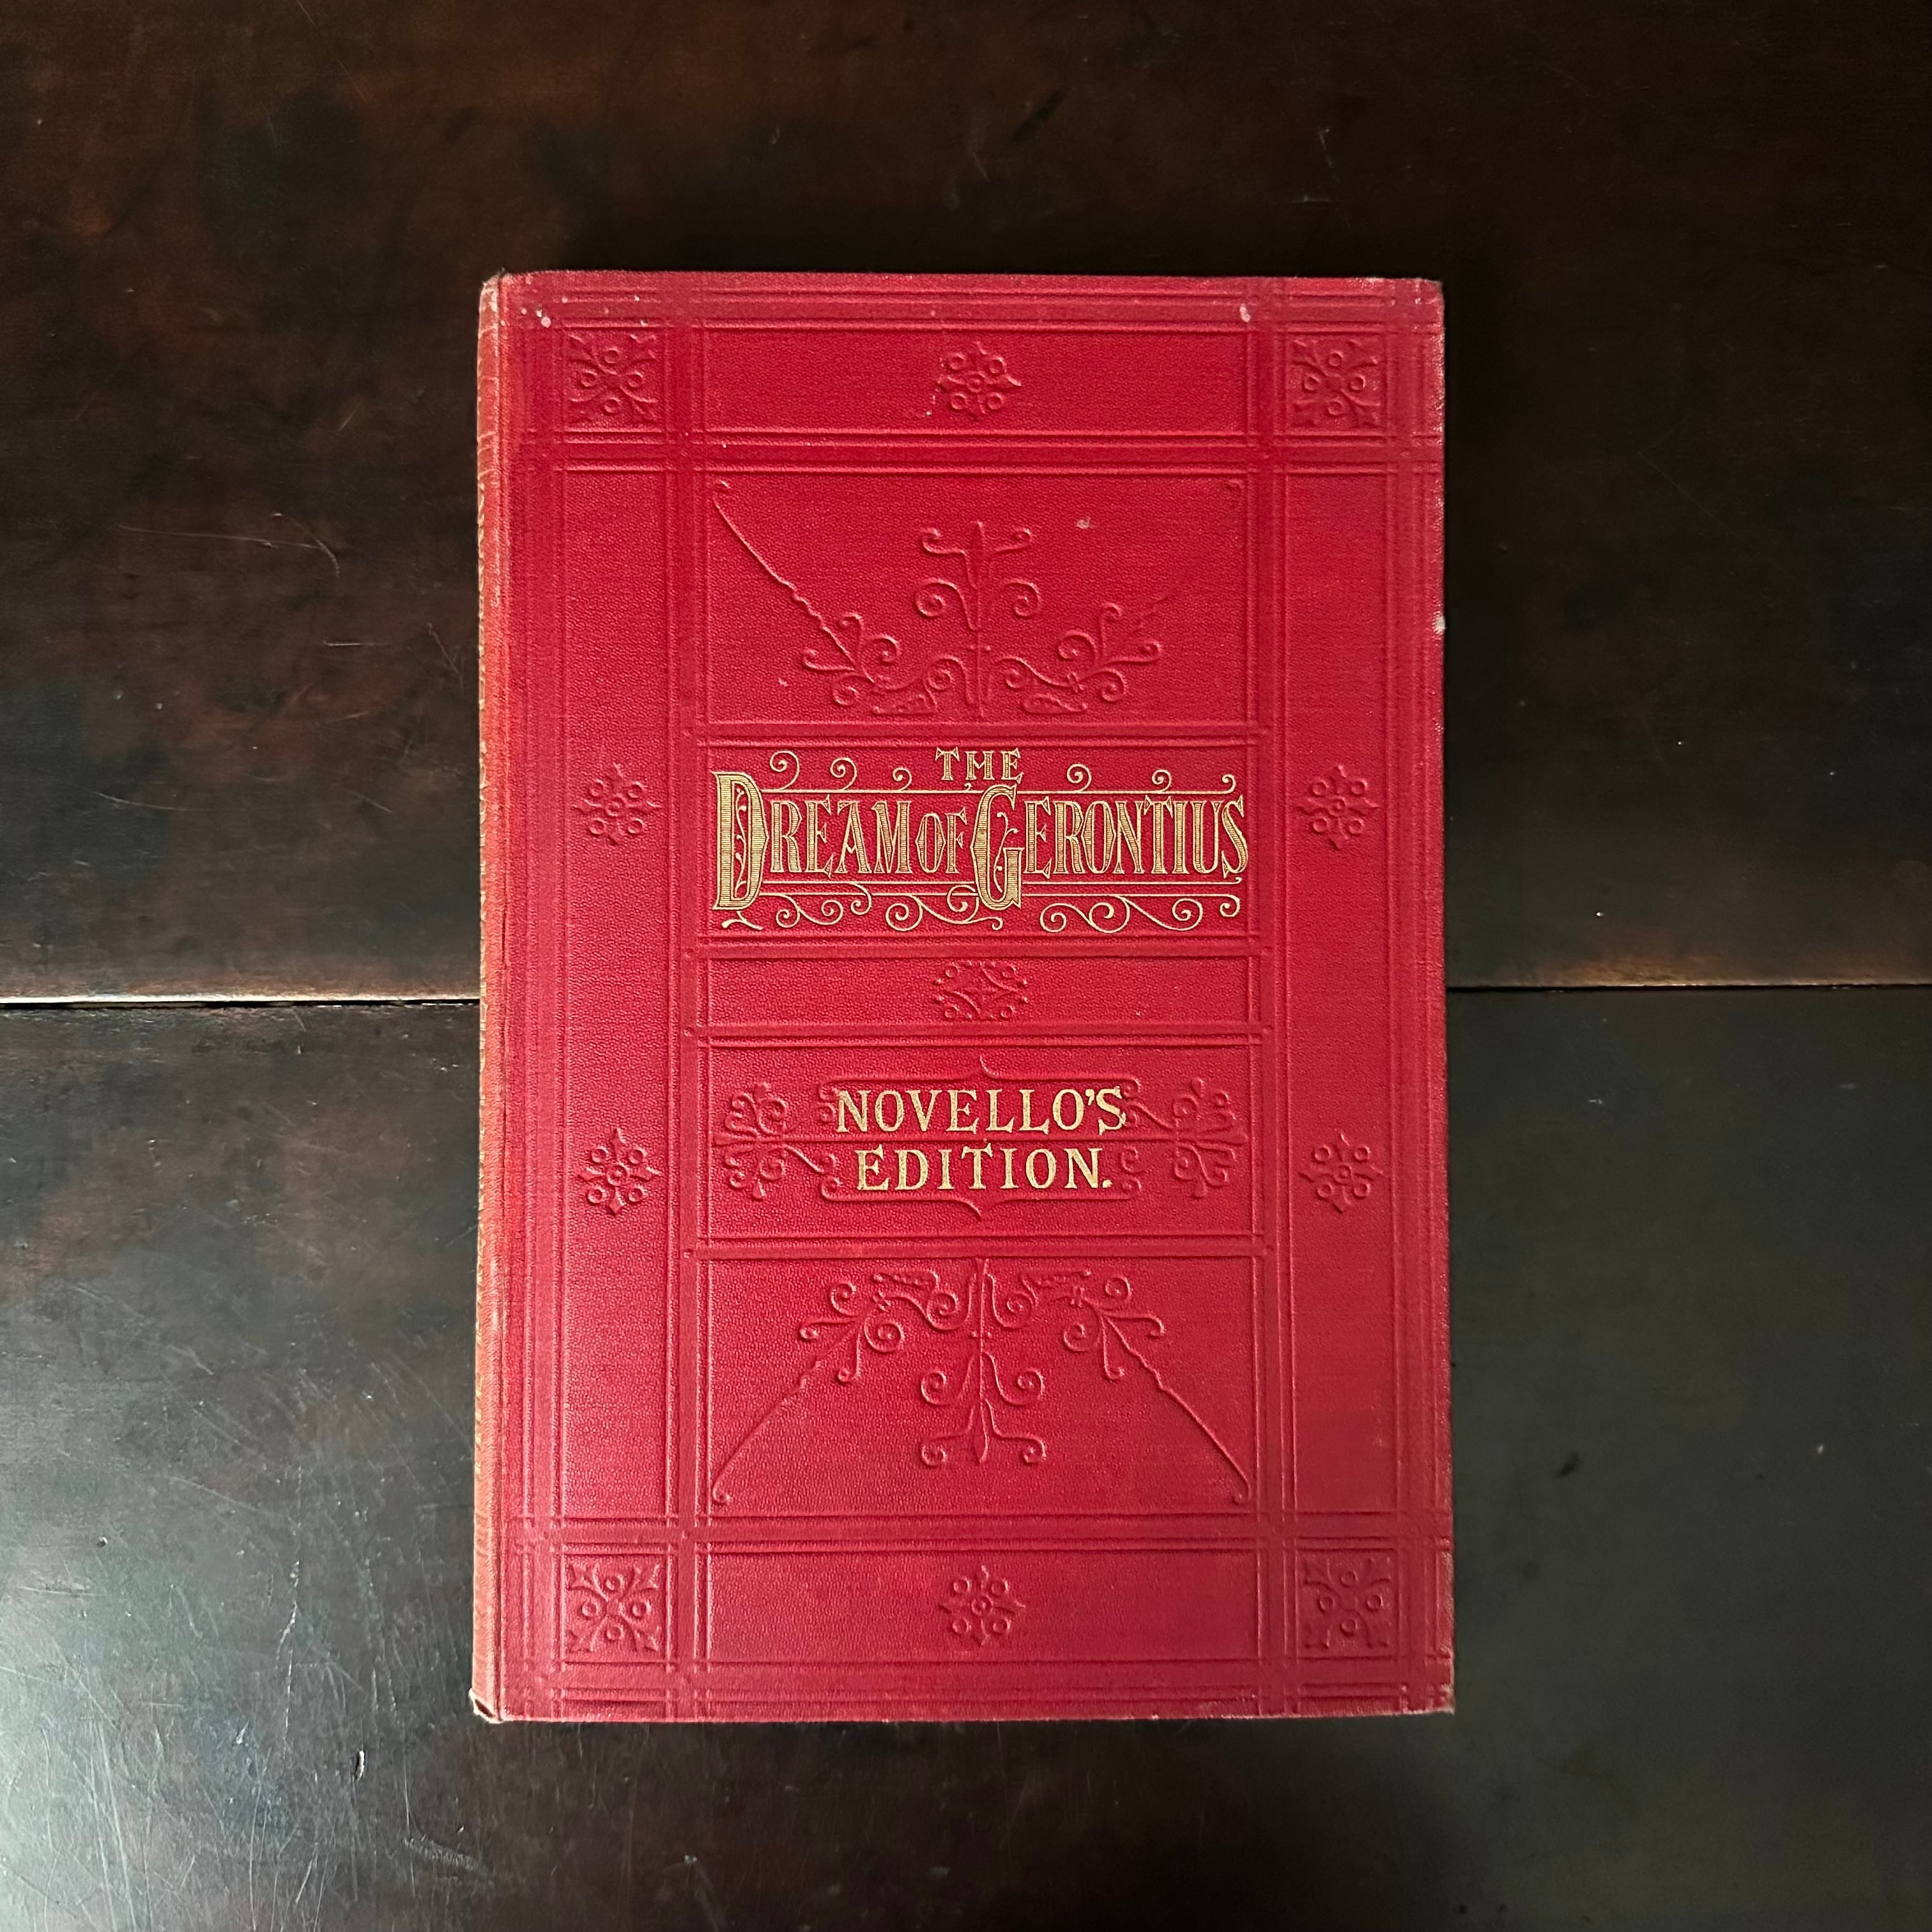 THE
DREAM OF GERONTIUS
NOVELLO'S
EDITION.